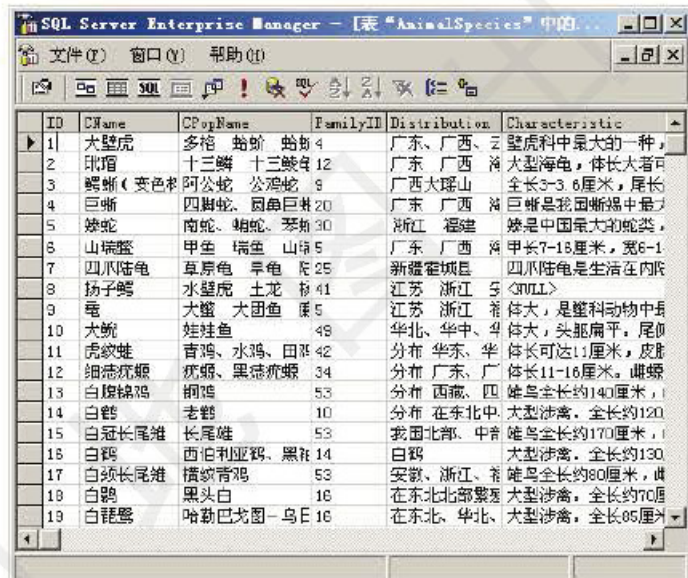 SQL Server Enterprise Manager - [表“AnimalSpecies”中的...
文件(F) 窗口(W) 帮助(H)
SQL
ID CName CPopName FamilyID Distribution Characteristic
1 大壁虎 多格 蛤蚧 4 广东、广西、云 壁虎科中最大的一种,
2 玳瑁 十三鳞 十三棱龟 12 广东 广西 海 大型海龟,体长大者可
3 鳄蜥(变色 阿公蛇 公鸡蛇 9 广西大瑶山 全长3-3.6厘米,尾长
4 巨蜥 四脚蛇、圆鼻巨蜥 20 广东 广西 海 巨蜥是我国蜥蜴中最大
5 蟒蛇 南蛇、蚺蛇、琴蛇 30 浙江 福建 蟒是中国最大的蛇类,
6 山瑞鳖 甲鱼 瑞鱼 山瑞 5 广东 广西 海 甲长7-16厘米,宽6-1
7 四爪陆龟 草原龟 旱龟 陆 25 新疆霍城县 四爪陆龟是生活在内陆
8 扬子鳄 水壁虎 土龙 41 江苏 浙江 安 <NULL>
9 鼋 大鳖 大团鱼 5 江苏 浙江 福 体大,是鳖科动物中最
10 大鲵 娃娃鱼 49 华北、华中、华 体大,头躯扁平。尾侧
11 虎纹蛙 青鸡、水鸡、田鸡 42 分布 华东、华 体长可达11厘米,皮肤
12 细痣疣螈 疣螈、黑痣疣螈 34 分布 广东、广 体长11-16厘米。雌螈
13 白腹锦鸡 铜鸡 53 分布 西藏、四 雄鸟全长约140厘米,
14 白鹤 老鹤 10 分布 在东北中 大型涉禽。全长约120
15 白冠长尾雉 长尾雉 53 我国北部、中部 雄鸟全长约170厘米,
16 白鹤 西伯利亚鹤、黑袖 14 白鹤 大型涉禽。全长约130
17 白颈长尾雉 横纹背鸡 53 安徽、浙江、福 雄鸟全长约80厘米,雌
18 白鹮 黑头白 16 在东北北部繁殖 大型涉禽。全长约70厘
19 白琵鹭 哈勒巴戈图-乌日 16 在东北、华北、 大型涉禽。全长85厘米